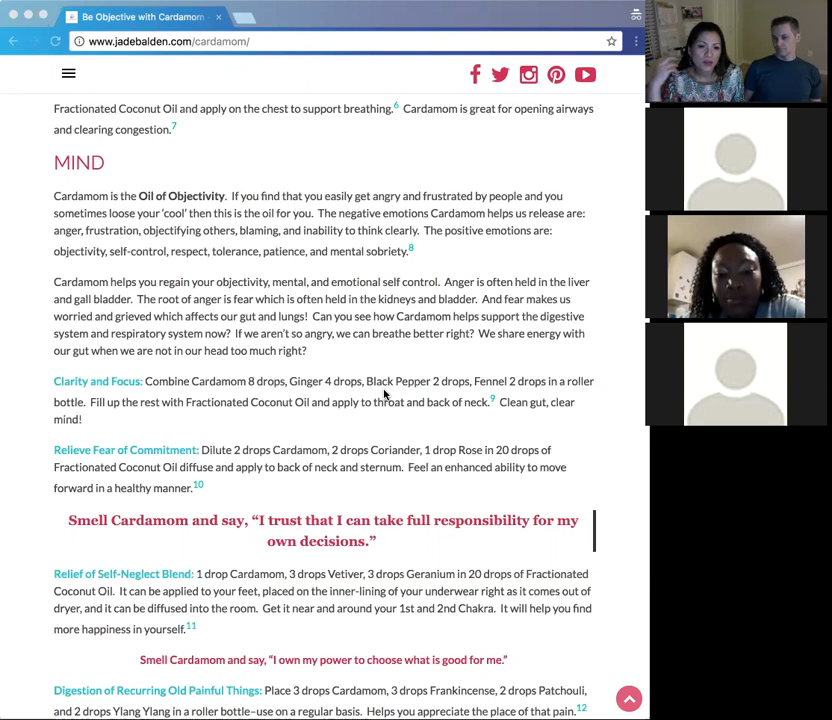 Be Objective with Cardamom
www.jadebalden.com/cardamom/
Fractionated Coconut Oil and apply on the chest to support breathing.6 Cardamom is great for opening airways
and clearing congestion.7
MIND
Cardamom is the Oil of Objectivity. If you find that you easily get angry and frustrated by people and you
sometimes loose your 'cool' then this is the oil for you. The negative emotions Cardamom helps us release are:
anger, frustration, objectifying others, blaming, and inability to think clearly. The positive emotions are:
objectivity, self-control, respect, tolerance, patience, and mental sobriety.8
Cardamom helps you regain your objectivity, mental, and emotional self control. Anger is often held in the liver
and gall bladder. The root of anger is fear which is often held in the kidneys and bladder. And fear makes us
worried and grieved which affects our gut and lungs! Can you see how Cardamom helps support the digestive
system and respiratory system now? If we aren't so angry, we can breathe better right? We share energy with
our gut when we are not in our head too much right?
Clarity and Focus: Combine Cardamom 8 drops, Ginger 4 drops, Black Pepper 2 drops, Fennel 2 drops in a roller
bottle. Fill up the rest with Fractionated Coconut Oil and apply to throat and back of neck.9 Clean gut, clear
mind!
Relieve Fear of Commitment: Dilute 2 drops Cardamom, 2 drops Coriander, 1 drop Rose in 20 drops of
Fractionated Coconut Oil diffuse and apply to back of neck and sternum. Feel an enhanced ability to move
forward in a healthy manner.10
Smell Cardamom and say, "I trust that I can take full responsibility for my
own decisions."
Relief of Self-Neglect Blend: 1 drop Cardamom, 3 drops Vetiver, 3 drops Geranium in 20 drops of Fractionated
Coconut Oil. It can be applied to your feet, placed on the inner-lining of your underwear right as it comes out of
dryer, and it can be diffused into the room. Get it near and around your 1st and 2nd Chakra. It will help you find
more happiness in yourself.11
Smell Cardamom and say, "I own my power to choose what is good for me."
Digestion of Recurring Old Painful Things: Place 3 drops Cardamom, 3 drops Frankincense, 2 drops Patchouli,
and 2 drops Ylang Ylang in a roller bottle–use on a regular basis. Helps you appreciate the place of that pain.12